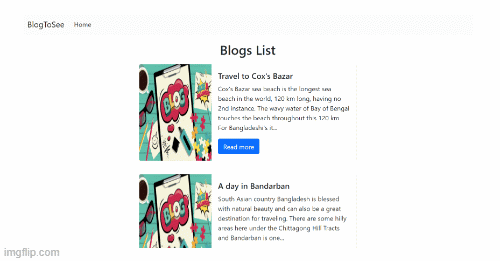 BlogToSee Home
Blogs List
Travel to Cox's Bazar
Cox's Bazar sea beach is the longest sea
beach in the world, 120 km long, having no
2nd instance. The wavy water of Bay of Bengal
touches the beach throughout this 120 km.
For Bangladeshi's it...
Read more
BLOG
A day in Bandarban
South Asian country Bangladesh is blessed
with natural beauty and can also be a great
destination for traveling. There are some hilly
areas here under the Chittagong Hill Tracts
and Bandarban is one...
BLOG
imgflip.com